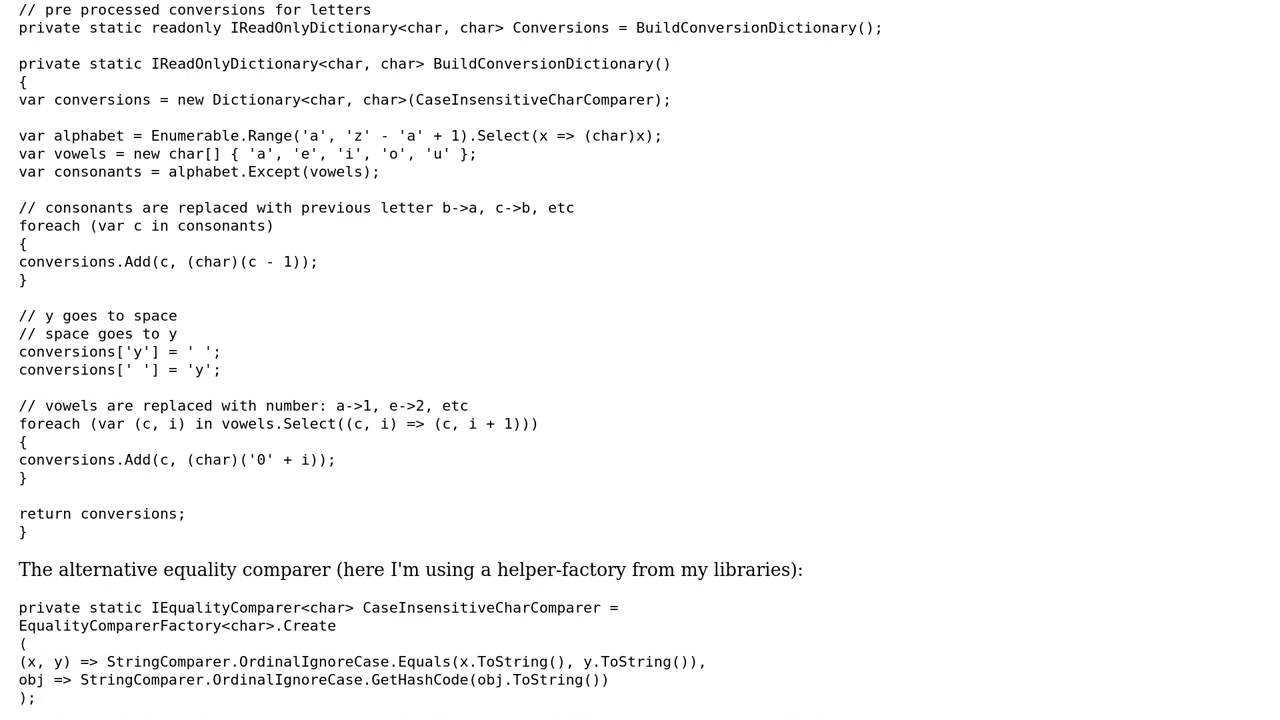 // pre processed conversions for letters
private static readonly IReadOnlyDictionary<char, char> Conversions = BuildConversionDictionary();
private static IReadOnlyDictionary<char, char> BuildConversionDictionary()
{
var conversions = new Dictionary<char, char>(CaseInsensitiveCharComparer);
var alphabet = Enumerable.Range('a', 'z' - 'a' + 1).Select(x => (char)x);
var vowels = new char[] { 'a', 'e', 'i', 'o', 'u' };
var consonants = alphabet.Except(vowels);
// consonants are replaced with previous letter b->a, c->b, etc
foreach (var c in consonants)
{
conversions.Add(c, (char)(c - 1));
}
// y goes to space
// space goes to y
conversions['y'] = ' ';
conversions[' '] = 'y';
// vowels are replaced with number: a->1, e->2, etc
foreach (var (c, i) in vowels.Select((c, i) => (c, i + 1)))
{
conversions.Add(c, (char)('0' + i));
}
return conversions;
}
The alternative equality comparer (here I'm using a helper-factory from my libraries):
private static IEqualityComparer<char> CaseInsensitiveCharComparer =
EqualityComparerFactory<char>.Create
(
(x, y) => StringComparer.OrdinalIgnoreCase.Equals(x.ToString(), y.ToString()),
obj => StringComparer.OrdinalIgnoreCase.GetHashCode(obj.ToString())
);